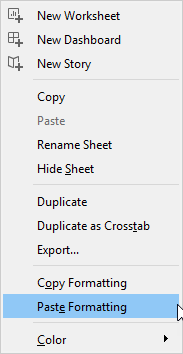 New Worksheet
New Dashboard
New Story
Copy
Paste
Rename Sheet
Hide Sheet
Duplicate
Duplicate as Crosstab
Export...
Copy Formatting
Paste Formatting
Color